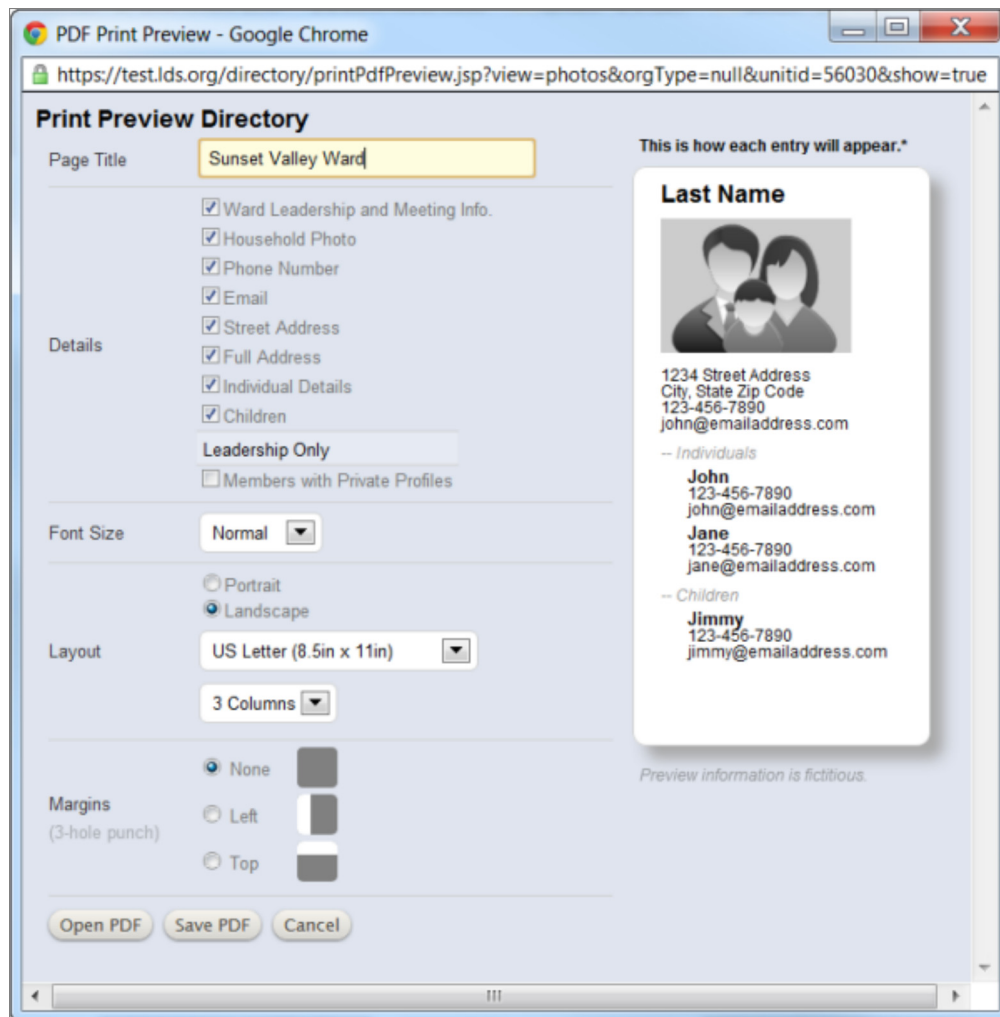 PDF Print Preview - Google Chrome
https://test.lds.org/directory/printPdfPreview.jsp?view=photos&orgType=null&unitid=56030&show=true
Print Preview Directory
Page Title
Sunset Valley Ward
Details
Ward Leadership and Meeting Info.
Household Photo
Phone Number
Email
Street Address
Full Address
Individual Details
Children
Leadership Only
Members with Private Profiles
Font Size
Normal
Layout
Portrait
Landscape
US Letter (8.5in x 11in)
3 Columns
Margins
(3-hole punch)
None
Left
Top
Open PDF
Save PDF
Cancel
This is how each entry will appear.*
Last Name
1234 Street Address
City, State Zip Code
123-456-7890
john@emailaddress.com
-- Individuals
John
123-456-7890
john@emailaddress.com
Jane
123-456-7890
jane@emailaddress.com
-- Children
Jimmy
123-456-7890
jimmy@emailaddress.com
Preview information is fictitious.